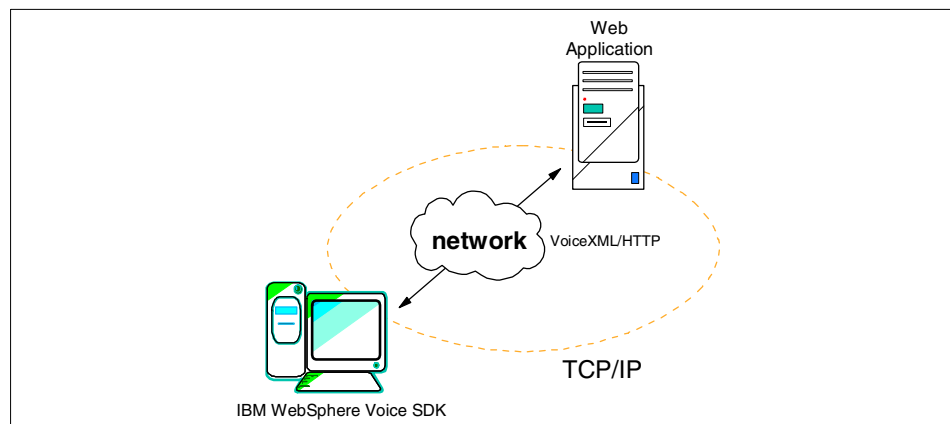 Web
Application
network
VoiceXML/HTTP
TCP/IP
IBM WebSphere Voice SDK